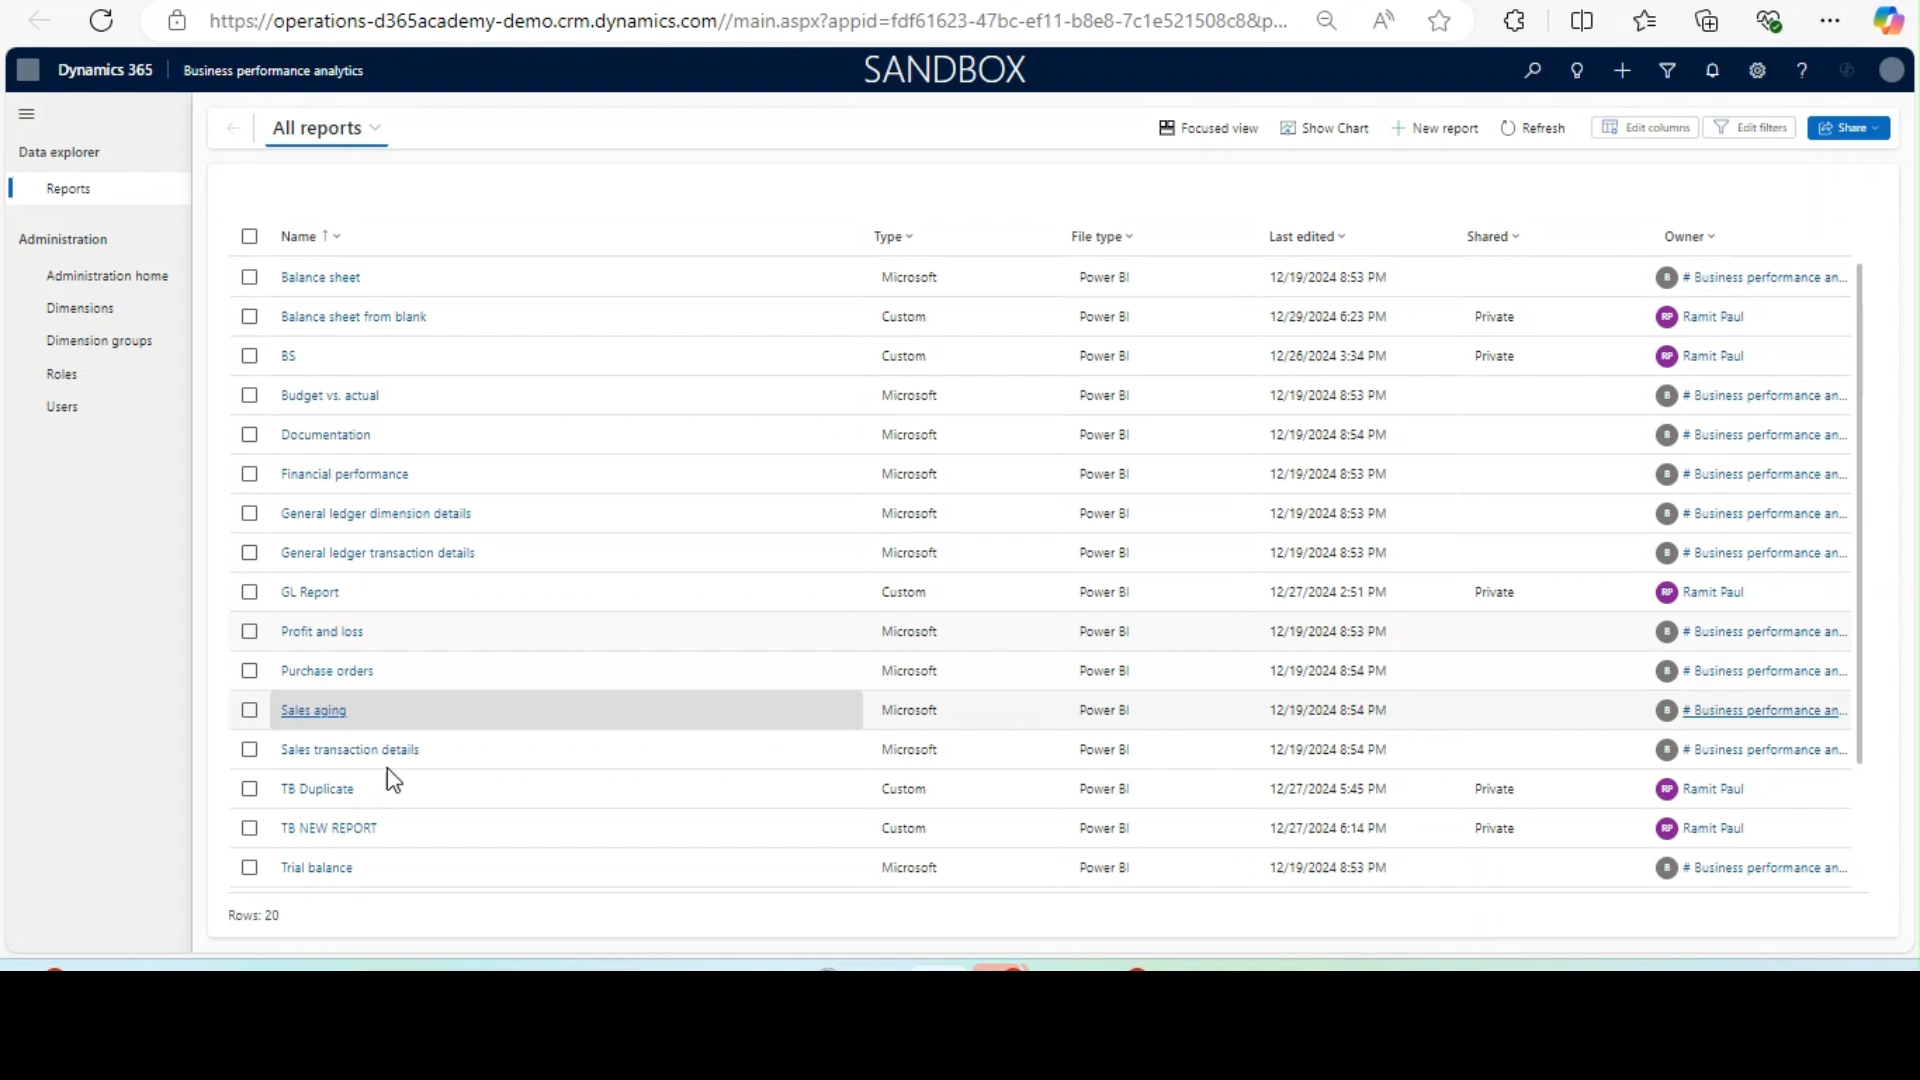 https://operations-d365academy-demo.crm.dynamics.com//main.aspx?appid=fdf61623-47bc-ef11-b8e8-7c1e521508c8&p...
Dynamics 365 Business performance analytics SANDBOX
Data explorer
Reports
Administration
Administration home
Dimensions
Dimension groups
Roles
Users
All reports Focused view Show Chart New report Refresh Edit columns Edit filters Share
Name Type File type Last edited Shared Owner
Balance sheet Microsoft Power BI 12/19/2024 8:53 PM B # Business performance an...
Balance sheet from blank Custom Power BI 12/29/2024 6:23 PM Private RP Ramit Paul
BS Custom Power BI 12/26/2024 3:34 PM Private RP Ramit Paul
Budget vs. actual Microsoft Power BI 12/19/2024 8:53 PM B # Business performance an...
Documentation Microsoft Power BI 12/19/2024 8:54 PM B # Business performance an...
Financial performance Microsoft Power BI 12/19/2024 8:53 PM B # Business performance an...
General ledger dimension details Microsoft Power BI 12/19/2024 8:53 PM B # Business performance an...
General ledger transaction details Microsoft Power BI 12/19/2024 8:53 PM B # Business performance an...
GL Report Custom Power BI 12/27/2024 2:51 PM Private RP Ramit Paul
Profit and loss Microsoft Power BI 12/19/2024 8:53 PM B # Business performance an...
Purchase orders Microsoft Power BI 12/19/2024 8:54 PM B # Business performance an...
Sales aging Microsoft Power BI 12/19/2024 8:54 PM B # Business performance an...
Sales transaction details Microsoft Power BI 12/19/2024 8:54 PM B # Business performance an...
TB Duplicate Custom Power BI 12/27/2024 5:45 PM Private RP Ramit Paul
TB NEW REPORT Custom Power BI 12/27/2024 6:14 PM Private RP Ramit Paul
Trial balance Microsoft Power BI 12/19/2024 8:53 PM B # Business performance an...
Rows: 20